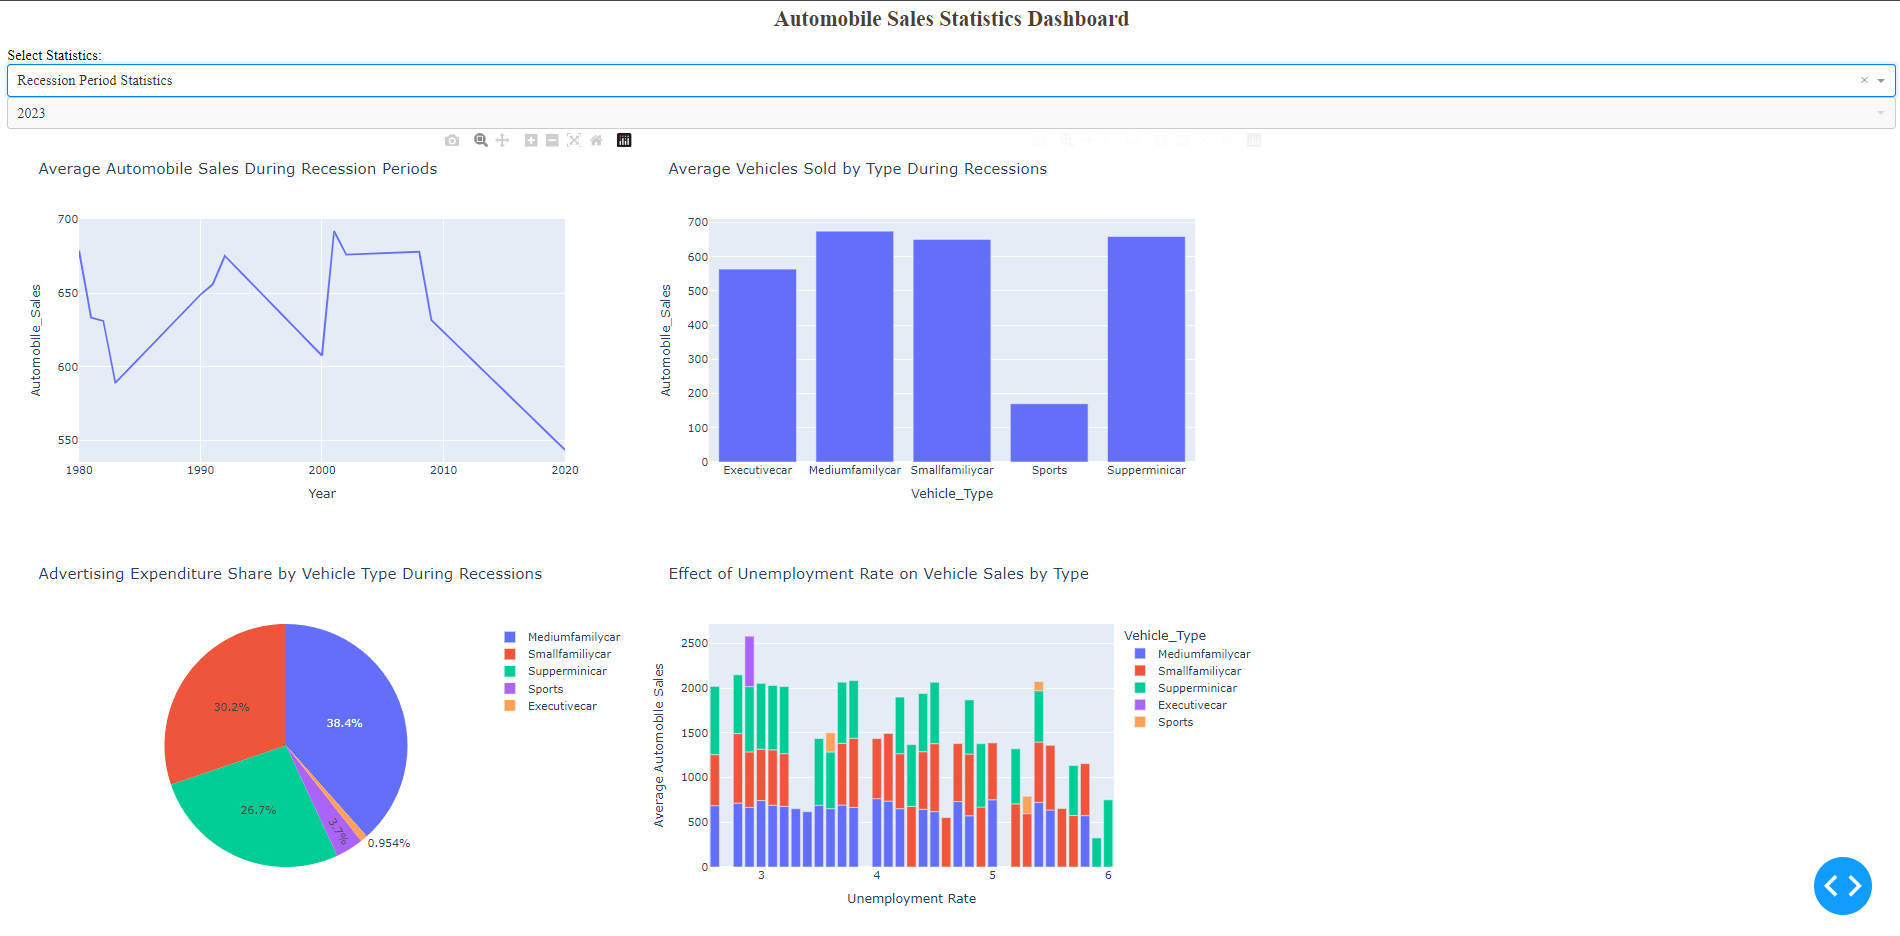 Automobile Sales Statistics Dashboard
Select Statistics:
Recession Period Statistics
2023
Average Automobile Sales During Recession Periods
700
650
600
550
Automobile_Sales
1980 1990 2000 2010 2020
Year
Average Vehicles Sold by Type During Recessions
700
600
500
400
300
200
100
0
Automobile_Sales
Executivecar Mediumfamilycar Smallfamiliycar Sports Supperminicar
Vehicle_Type
Advertising Expenditure Share by Vehicle Type During Recessions
30.2%
38.4%
26.7%
3.7%
0.954%
Mediumfamilycar
Smallfamiliycar
Supperminicar
Sports
Executivecar
Effect of Unemployment Rate on Vehicle Sales by Type
2500
2000
1500
1000
500
0
Average Automobile Sales
3 4 5 6
Unemployment Rate
Vehicle_Type
Mediumfamilycar
Smallfamiliycar
Supperminicar
Executivecar
Sports